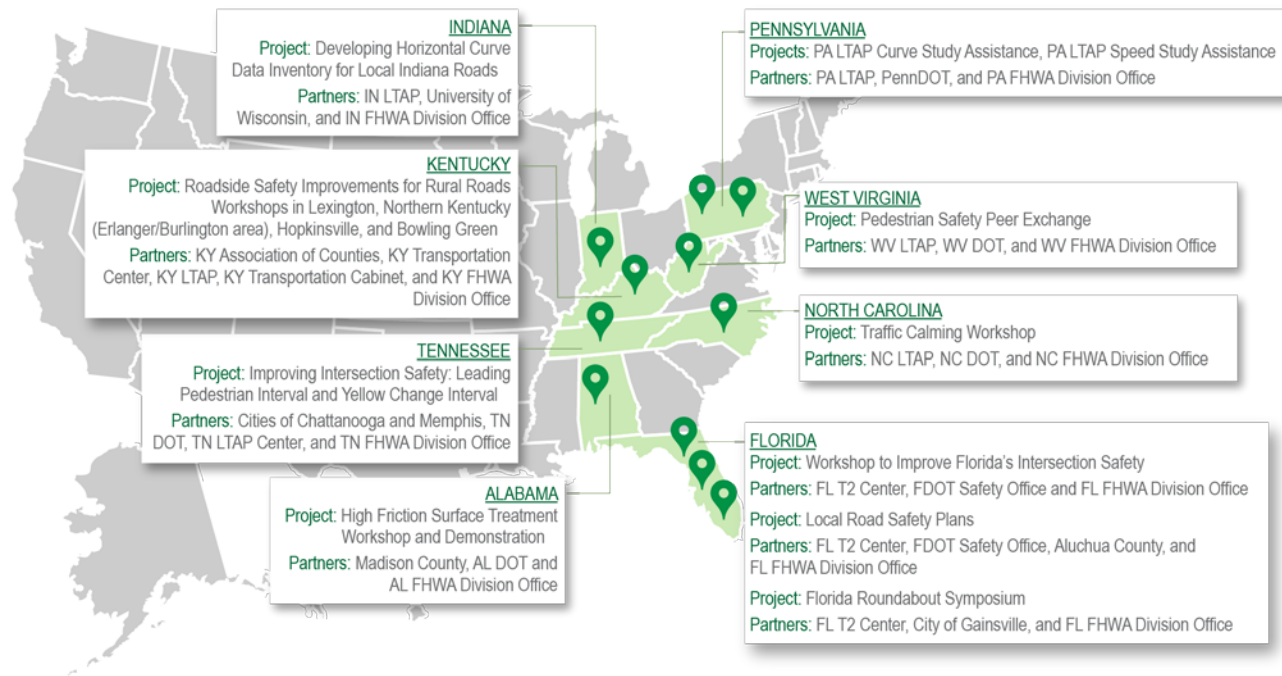 INDIANA
Project: Developing Horizontal Curve
Data Inventory for Local Indiana Roads
Partners: IN LTAP, University of
Wisconsin, and IN FHWA Division Office
KENTUCKY
Project: Roadside Safety Improvements for Rural Roads
Workshops in Lexington, Northern Kentucky
(Erlanger/Burlington area), Hopkinsville, and Bowling Green
Partners: KY Association of Counties, KY Transportation
Center, KY LTAP, KY Transportation Cabinet, and KY FHWA
Division Office
TENNESSEE
Project: Improving Intersection Safety: Leading
Pedestrian Interval and Yellow Change Interval
Partners: Cities of Chattanooga and Memphis, TN
DOT, TN LTAP Center, and TN FHWA Division Office
ALABAMA
Project: High Friction Surface Treatment
Workshop and Demonstration
Partners: Madison County, AL DOT and
AL FHWA Division Office
PENNSYLVANIA
Projects: PA LTAP Curve Study Assistance, PA LTAP Speed Study Assistance
Partners: PA LTAP, PennDOT, and PA FHWA Division Office
WEST VIRGINIA
Project: Pedestrian Safety Peer Exchange
Partners: WV LTAP, WV DOT, and WV FHWA Division Office
NORTH CAROLINA
Project: Traffic Calming Workshop
Partners: NC LTAP, NC DOT, and NC FHWA Division Office
FLORIDA
Project: Workshop to Improve Florida's Intersection Safety
Partners: FL T2 Center, FDOT Safety Office and FL FHWA Division Office
Project: Local Road Safety Plans
Partners: FL T2 Center, FDOT Safety Office, Aluchua County, and
FL FHWA Division Office
Project: Florida Roundabout Symposium
Partners: FL T2 Center, City of Gainsville, and FL FHWA Division Office